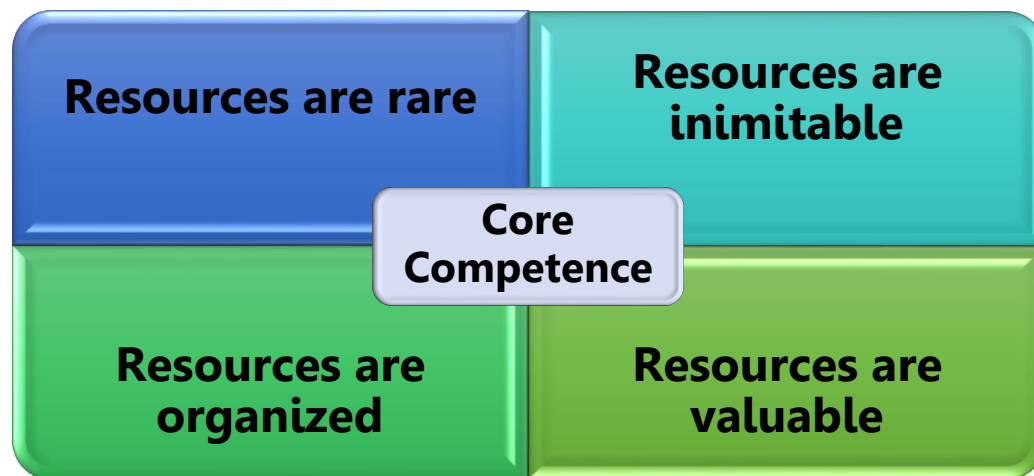 Resources are rare
Resources are
inimitable
Core
Competence
Resources are
organized
Resources are
valuable